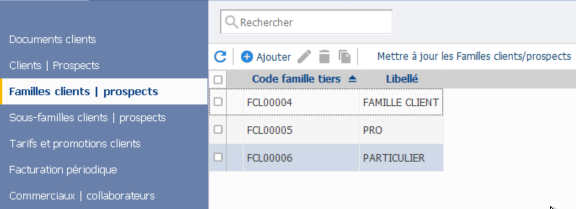 Rechercher
Documents clients
Clients | Prospects
Familles clients | prospects
Sous-familles clients | prospects
Tarifs et promotions clients
Facturation périodique
Commerciaux | collaborateurs
Ajouter Mettre à jour les Familles clients/prospects
Code famille tiers Libellé
FCL00004 FAMILLE CLIENT
FCL00005 PRO
FCL00006 PARTICULIER